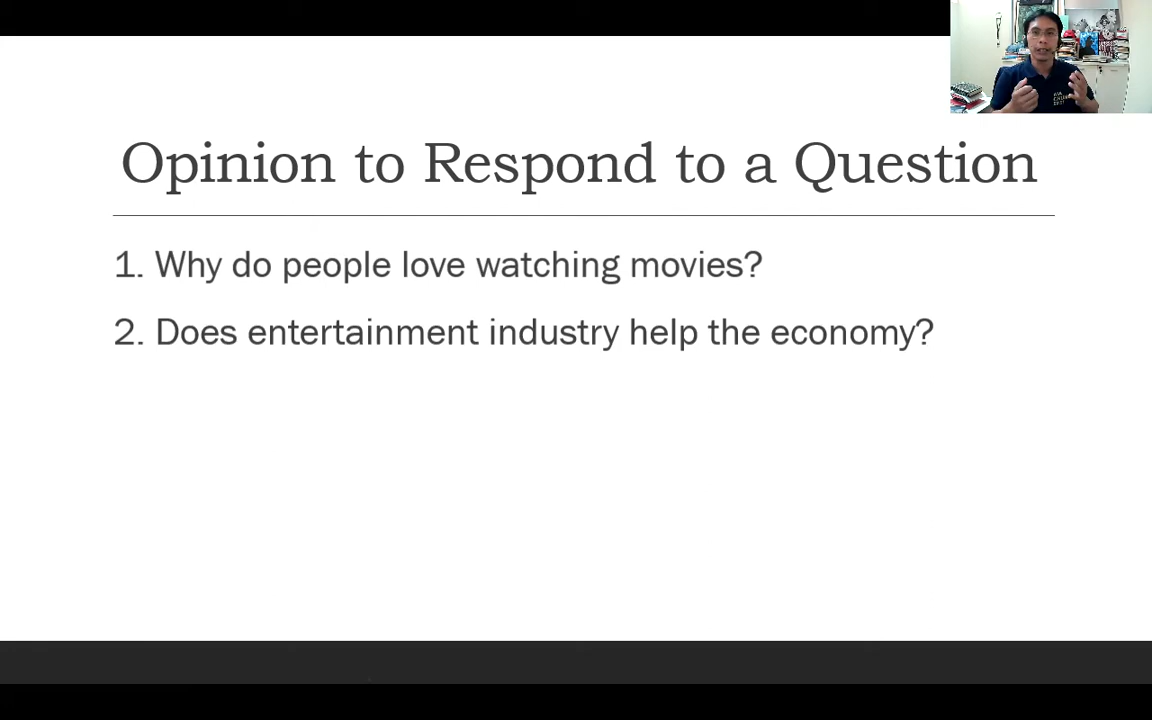 Opinion to Respond to a Question
1. Why do people love watching movies?
2. Does entertainment industry help the economy?